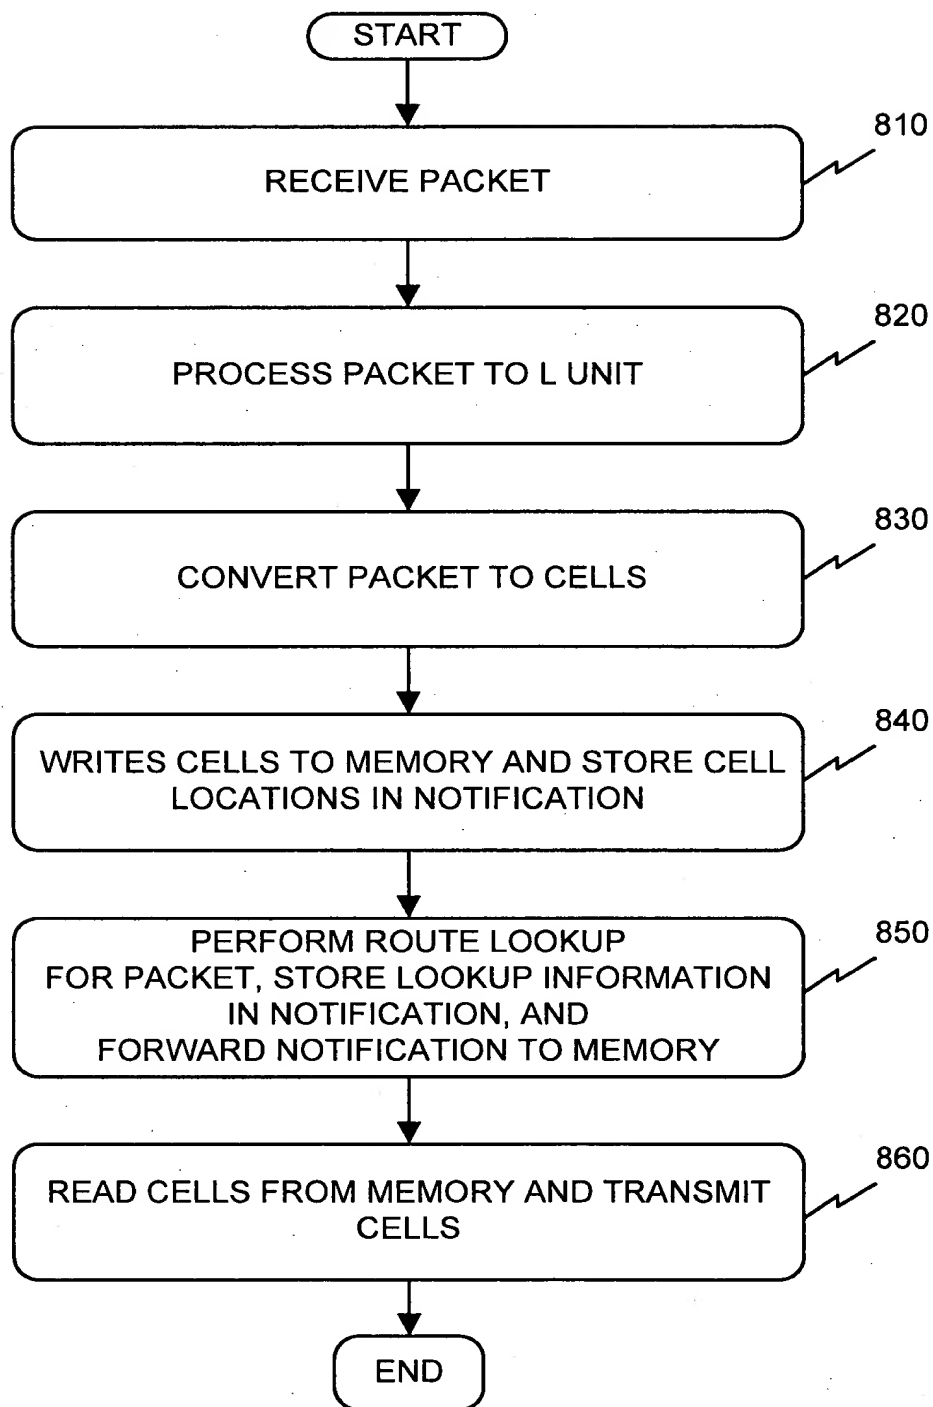 START
810
RECEIVE PACKET
820
PROCESS PACKET TO L UNIT
830
CONVERT PACKET TO CELLS
840
WRITES CELLS TO MEMORY AND STORE CELL
LOCATIONS IN NOTIFICATION
850
PERFORM ROUTE LOOKUP
FOR PACKET, STORE LOOKUP INFORMATION
IN NOTIFICATION, AND
FORWARD NOTIFICATION TO MEMORY
860
READ CELLS FROM MEMORY AND TRANSMIT
CELLS
END